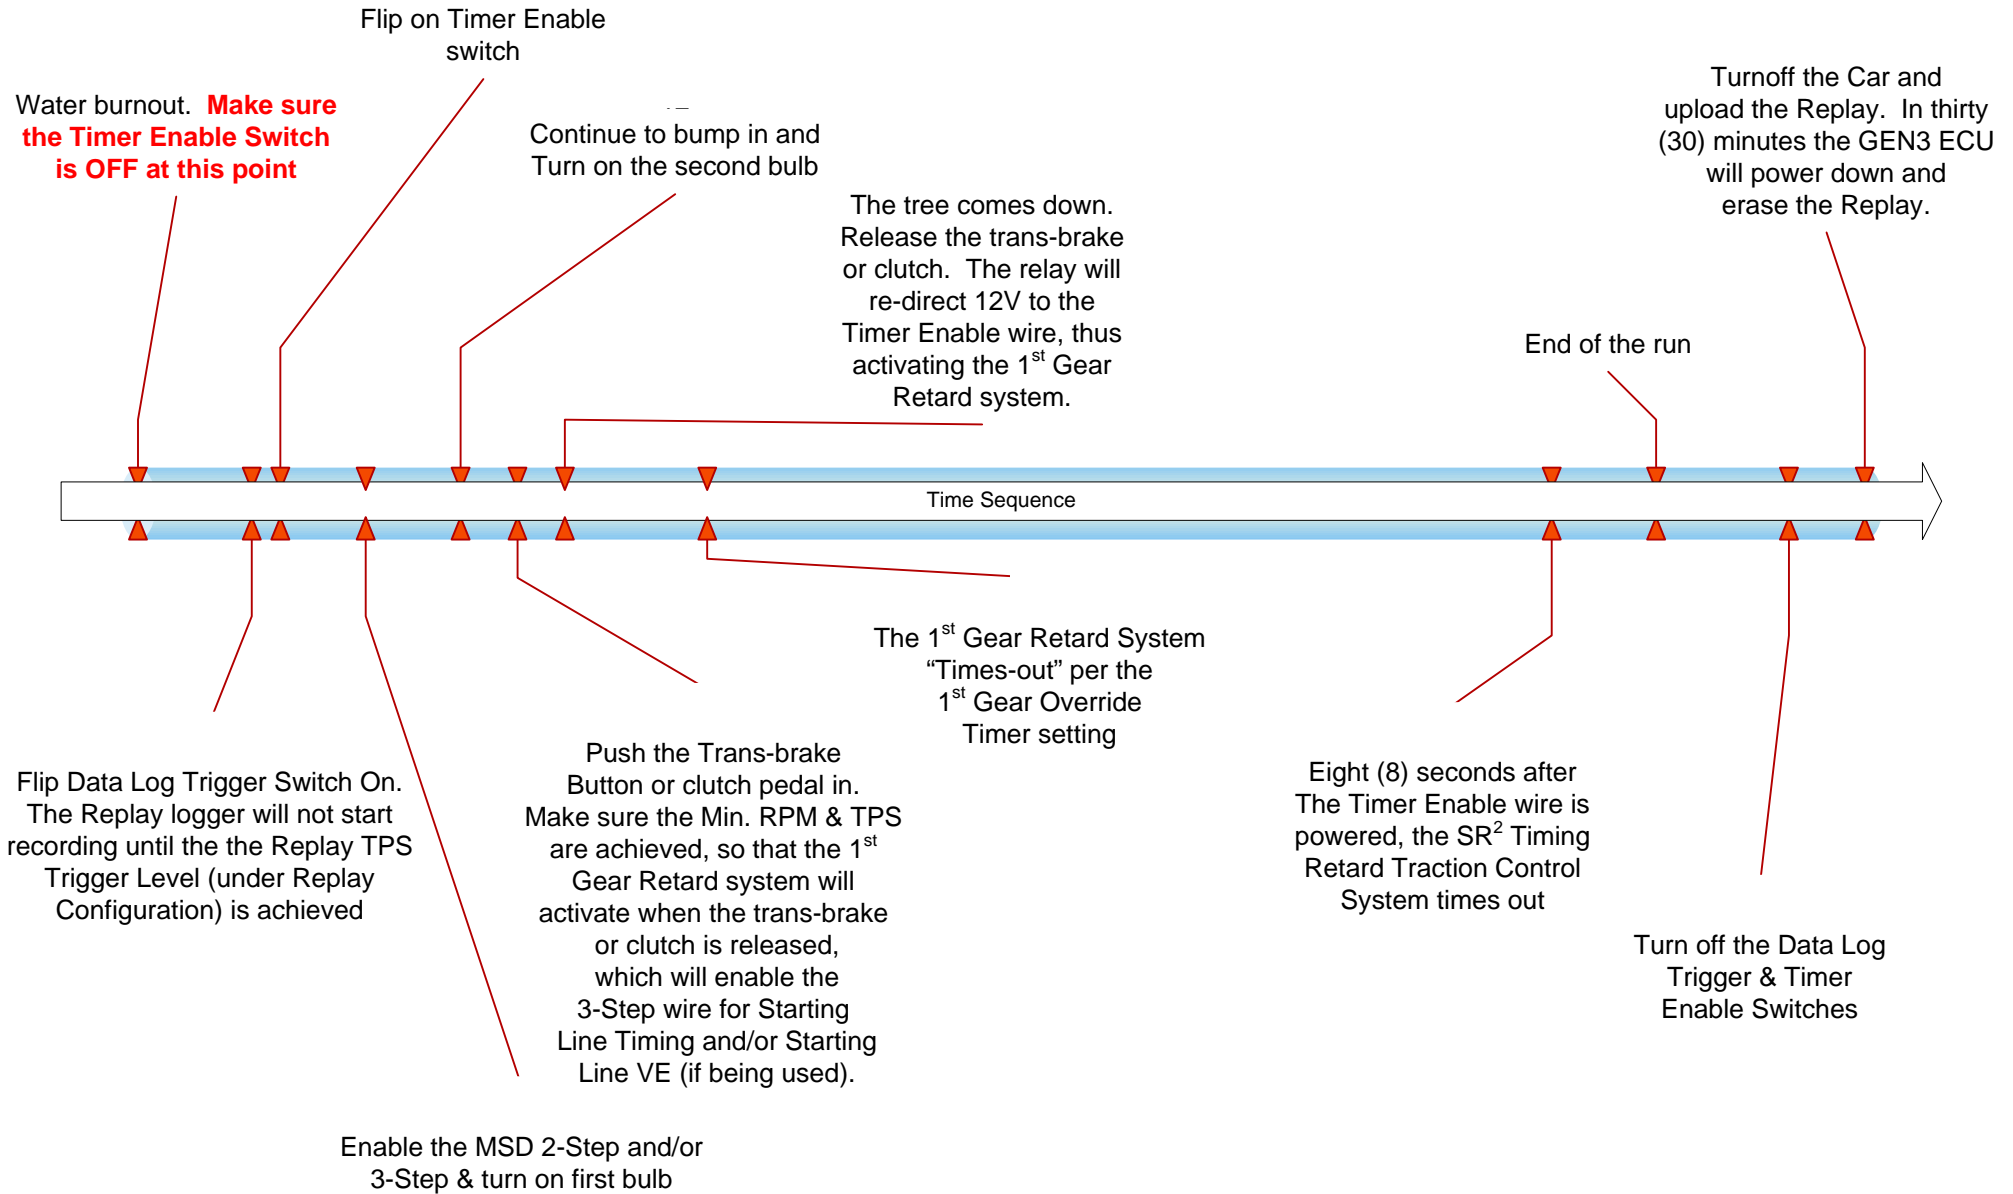 Flip on Timer Enable
switch
Water burnout.  Make sure
the Timer Enable Switch
is OFF at this point
Continue to bump in and
Turn on the second bulb
The tree comes down.
Release the trans-brake
or clutch.  The relay will
re-direct 12V to the
Timer Enable wire, thus
activating the 1st Gear
Retard system.
End of the run
Turnoff the Car and
upload the Replay.  In thirty
(30) minutes the GEN3 ECU
will power down and
erase the Replay.
Time Sequence
Flip Data Log Trigger Switch On.
The Replay logger will not start
recording until the the Replay TPS
Trigger Level (under Replay
Configuration) is achieved
Enable the MSD 2-Step and/or
3-Step & turn on first bulb
Push the Trans-brake
Button or clutch pedal in.
Make sure the Min. RPM & TPS
are achieved, so that the 1st
Gear Retard system will
activate when the trans-brake
or clutch is released,
which will enable the
3-Step wire for Starting
Line Timing and/or Starting
Line VE (if being used).
The 1st Gear Retard System
“Times-out” per the
1st Gear Override
Timer setting
Eight (8) seconds after
The Timer Enable wire is
powered, the SR2 Timing
Retard Traction Control
System times out
Turn off the Data Log
Trigger & Timer
Enable Switches